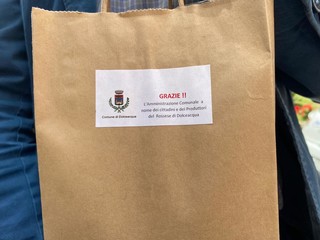 GRAZIE !!
L'Amministrazione Comunale a
nome dei cittadini e dei Produttori
del Rossese di Dolceacqua
Comune di Dolceacqua